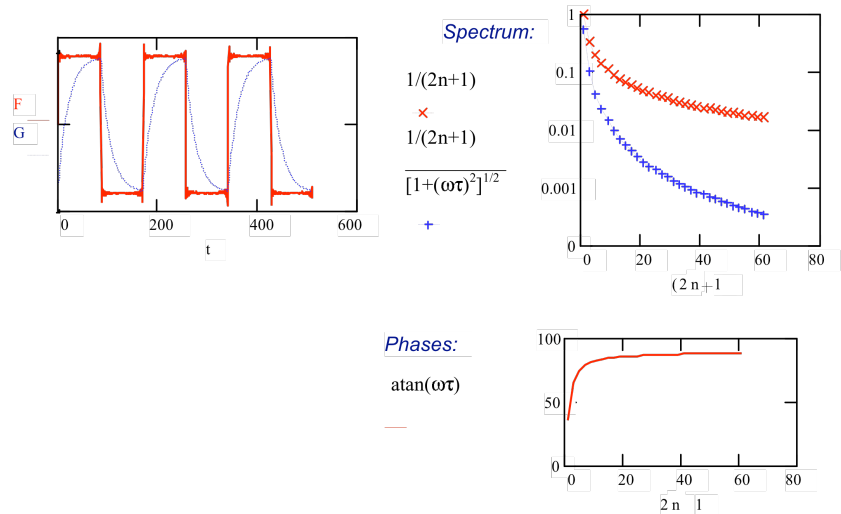 F
G
0
200
400
600
t
Spectrum:
1/(2n+1)
1/(2n+1)
[1+(ωτ)²]^1/2
1
0.1
0.01
0.001
0
0
20
40
60
80
(2 n+1
Phases:
atan(ωτ)
100
50
0
0
20
40
60
80
2 n 1